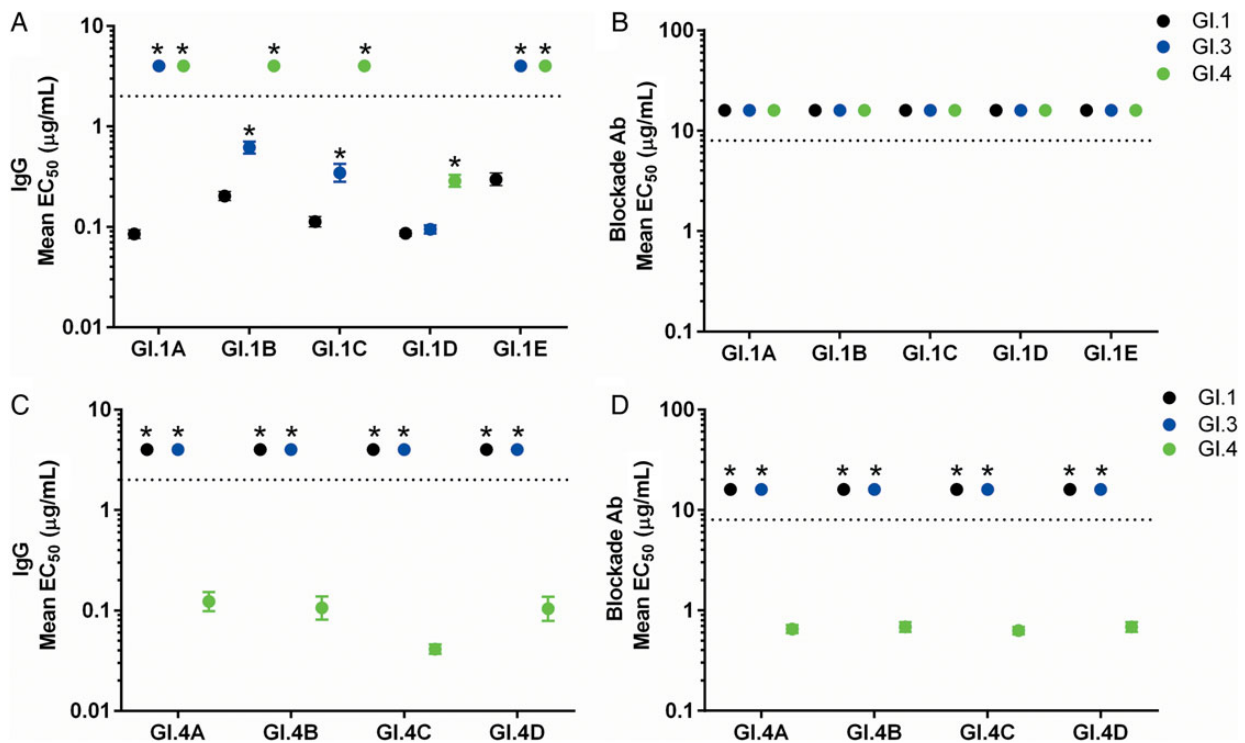 A
IgG
Mean EC50 (μg/mL)
10
1
0.1
0.01
* * * * * *
* * *
GI.1A GI.1B GI.1C GI.1D GI.1E
B
Blockade Ab
Mean EC50 (μg/mL)
100
10
1
0.1
GI.1A GI.1B GI.1C GI.1D GI.1E
GI.1
GI.3
GI.4
C
IgG
Mean EC50 (μg/mL)
10
1
0.1
0.01
* * * * * * * *
GI.4A GI.4B GI.4C GI.4D
D
Blockade Ab
Mean EC50 (μg/mL)
100
10
1
0.1
* * * * * * * *
GI.4A GI.4B GI.4C GI.4D
GI.1
GI.3
GI.4